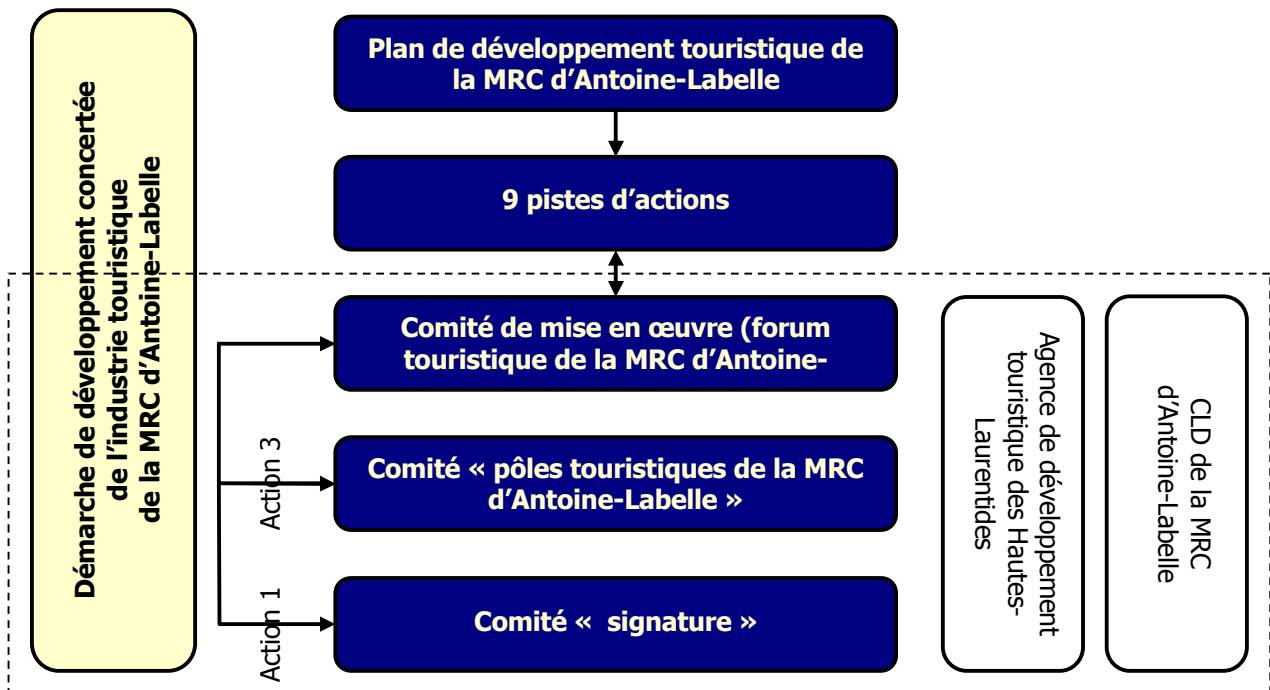 Démarche de développement concertée
de l’industrie touristique
de la MRC d’Antoine-Labelle
Plan de développement touristique de
la MRC d’Antoine-Labelle
9 pistes d’actions
Comité de mise en œuvre (forum
touristique de la MRC d’Antoine-
Action 3
Comité « pôles touristiques de la MRC
d’Antoine-Labelle »
Action 1
Comité «  signature »
Agence de développement
touristique des Hautes-
Laurentides
CLD de la MRC
d’Antoine-Labelle